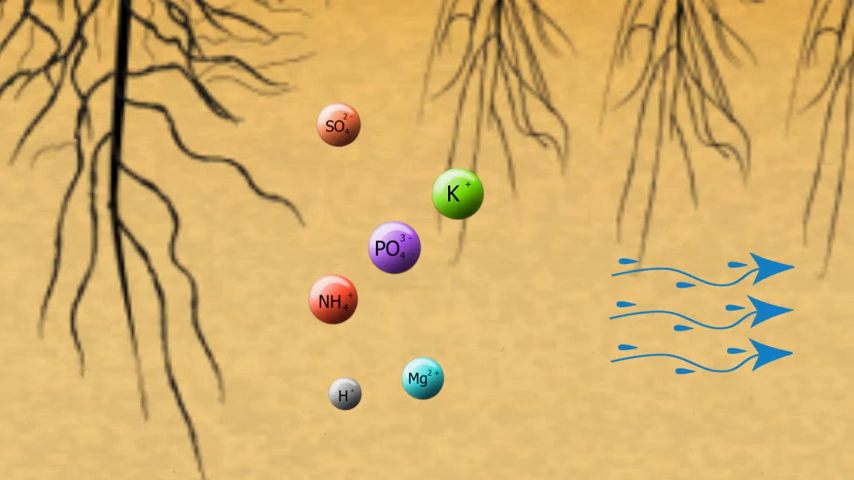 SO₄²⁻
K⁺
PO₄³⁻
NH₄⁺
Mg²⁺
H⁺